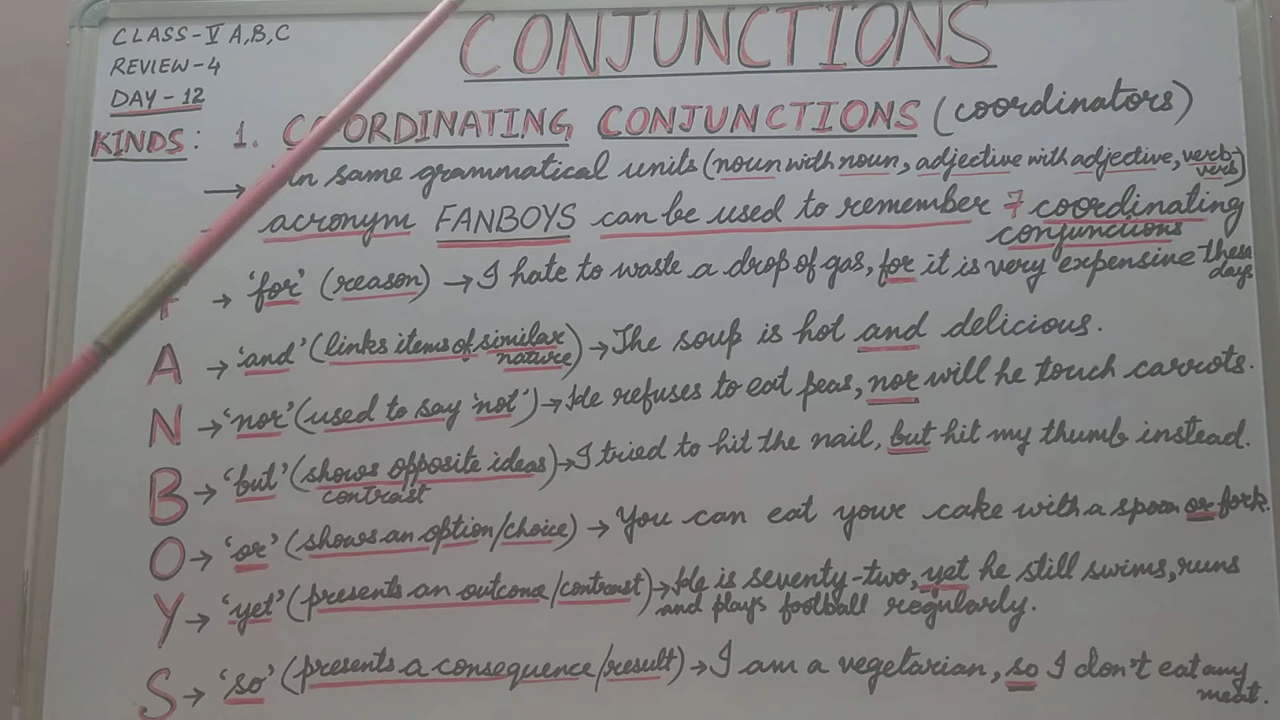 CLASS-V A,B,C
REVIEW-4
DAY-12
CONJUNCTIONS
KINDS: 1. COORDINATING CONJUNCTIONS (coordinators)
→ in same grammatical units (noun with noun, adjective with adjective, verb-verb)
acronym FANBOYS can be used to remember 7 coordinating conjunctions
F → 'for' (reason) → I hate to waste a drop of gas, for it is very expensive these days
A → 'and' (links items of similar nature) → The soup is hot and delicious.
N → 'nor' (used to say 'not') → He refuses to eat peas, nor will he touch carrots.
B → 'but' (shows opposite ideas) → I tried to hit the nail, but hit my thumb instead.
contrast
O → 'or' (shows an option/choice) → You can eat your cake with a spoon or fork.
Y → 'yet' (presents an outcome/contrast) → He is seventy-two, yet he still swims, runs
and plays football regularly.
S → 'so' (presents a consequence/result) → I am a vegetarian, so I don't eat any meat.